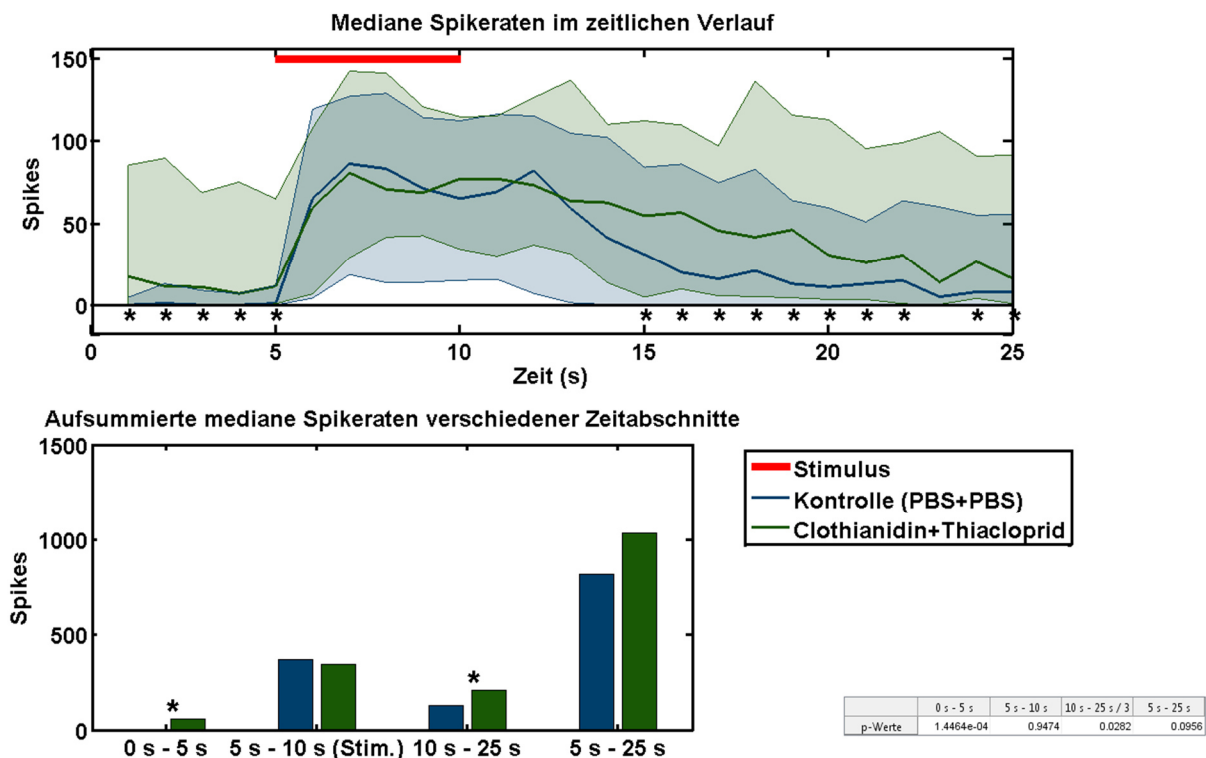 Mediane Spikeraten im zeitlichen Verlauf
150
100
50
0
Spikes
* * * * * * * * * * * * * * *
0 5 10 15 20 25
Zeit (s)
Aufsummierte mediane Spikeraten verschiedener Zeitabschnitte
1500
1000
500
0
Spikes
* *
0 s - 5 s 5 s - 10 s (Stim.) 10 s - 25 s 5 s - 25 s
Stimulus
Kontrolle (PBS+PBS)
Clothianidin+Thiacloprid
0 s - 5 s 5 s - 10 s 10 s - 25 s / 3 5 s - 25 s
p-Werte 1.4464e-04 0.9474 0.0282 0.0956